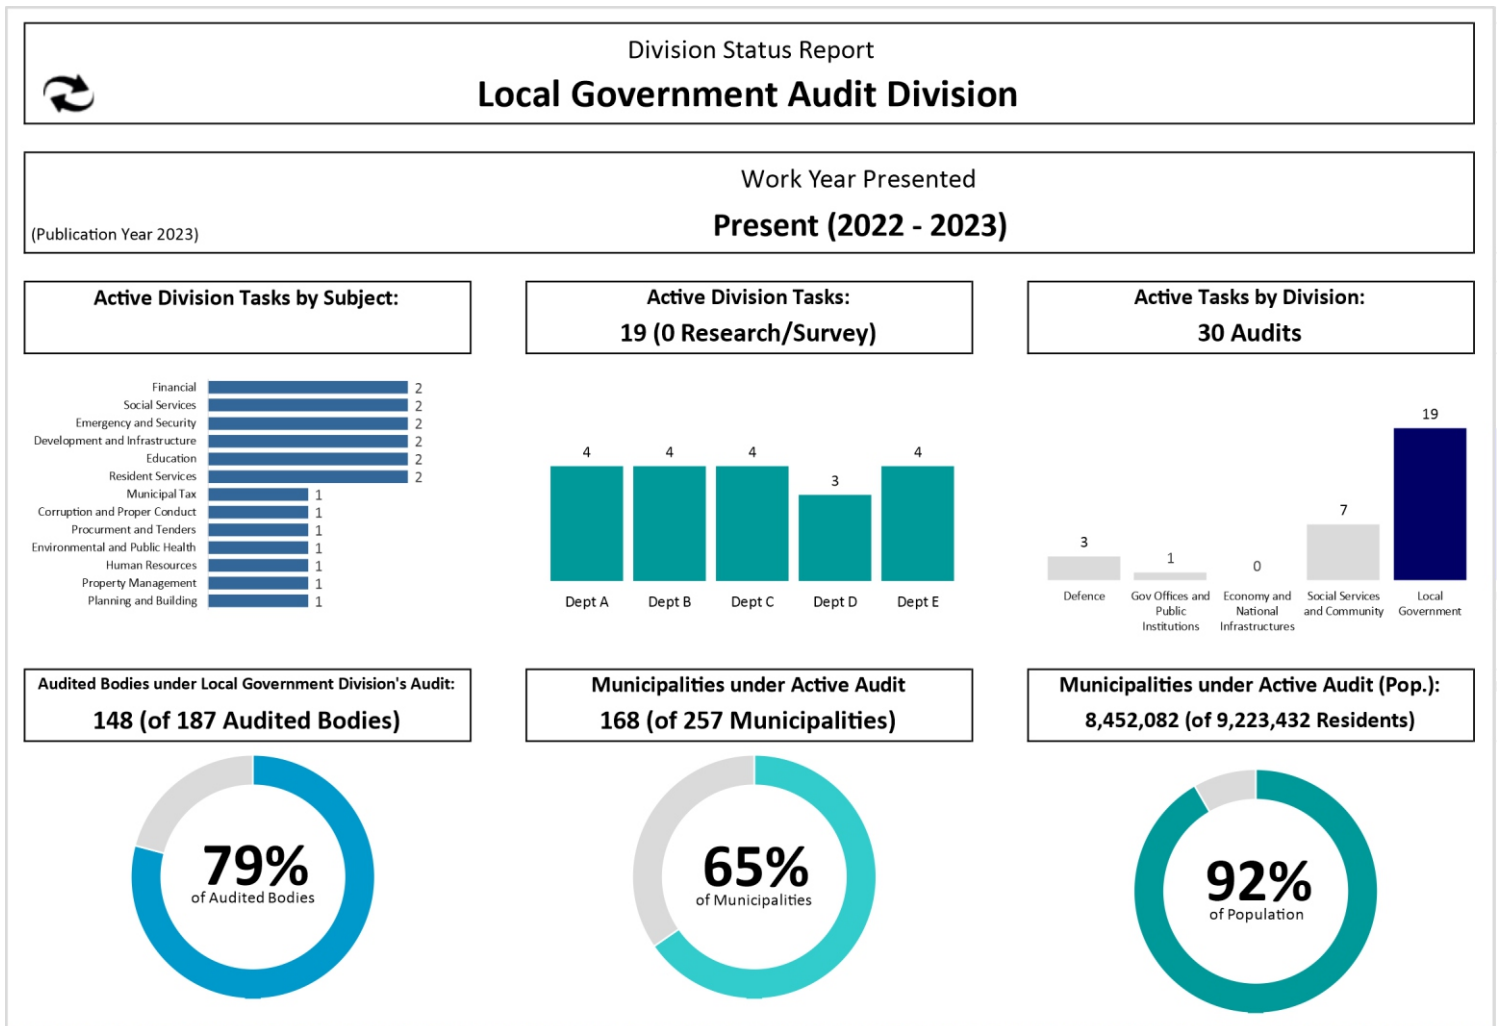 Division Status Report
Local Government Audit Division
Work Year Presented
Present (2022 - 2023)
(Publication Year 2023)
Active Division Tasks by Subject:
Financial 2
Social Services 2
Emergency and Security 2
Development and Infrastructure 2
Education 2
Resident Services 2
Municipal Tax 1
Corruption and Proper Conduct 1
Procurment and Tenders 1
Environmental and Public Health 1
Human Resources 1
Property Management 1
Planning and Building 1
Active Division Tasks:
19 (0 Research/Survey)
4 4 4 3 4
Dept A Dept B Dept C Dept D Dept E
Active Tasks by Division:
30 Audits
3 1 0 7 19
Defence
Gov Offices and
Public
Institutions
Economy and
National
Infrastructures
Social Services
and Community
Local
Government
Audited Bodies under Local Government Division's Audit:
148 (of 187 Audited Bodies)
79%
of Audited Bodies
Municipalities under Active Audit
168 (of 257 Municipalities)
65%
of Municipalities
Municipalities under Active Audit (Pop.):
8,452,082 (of 9,223,432 Residents)
92%
of Population